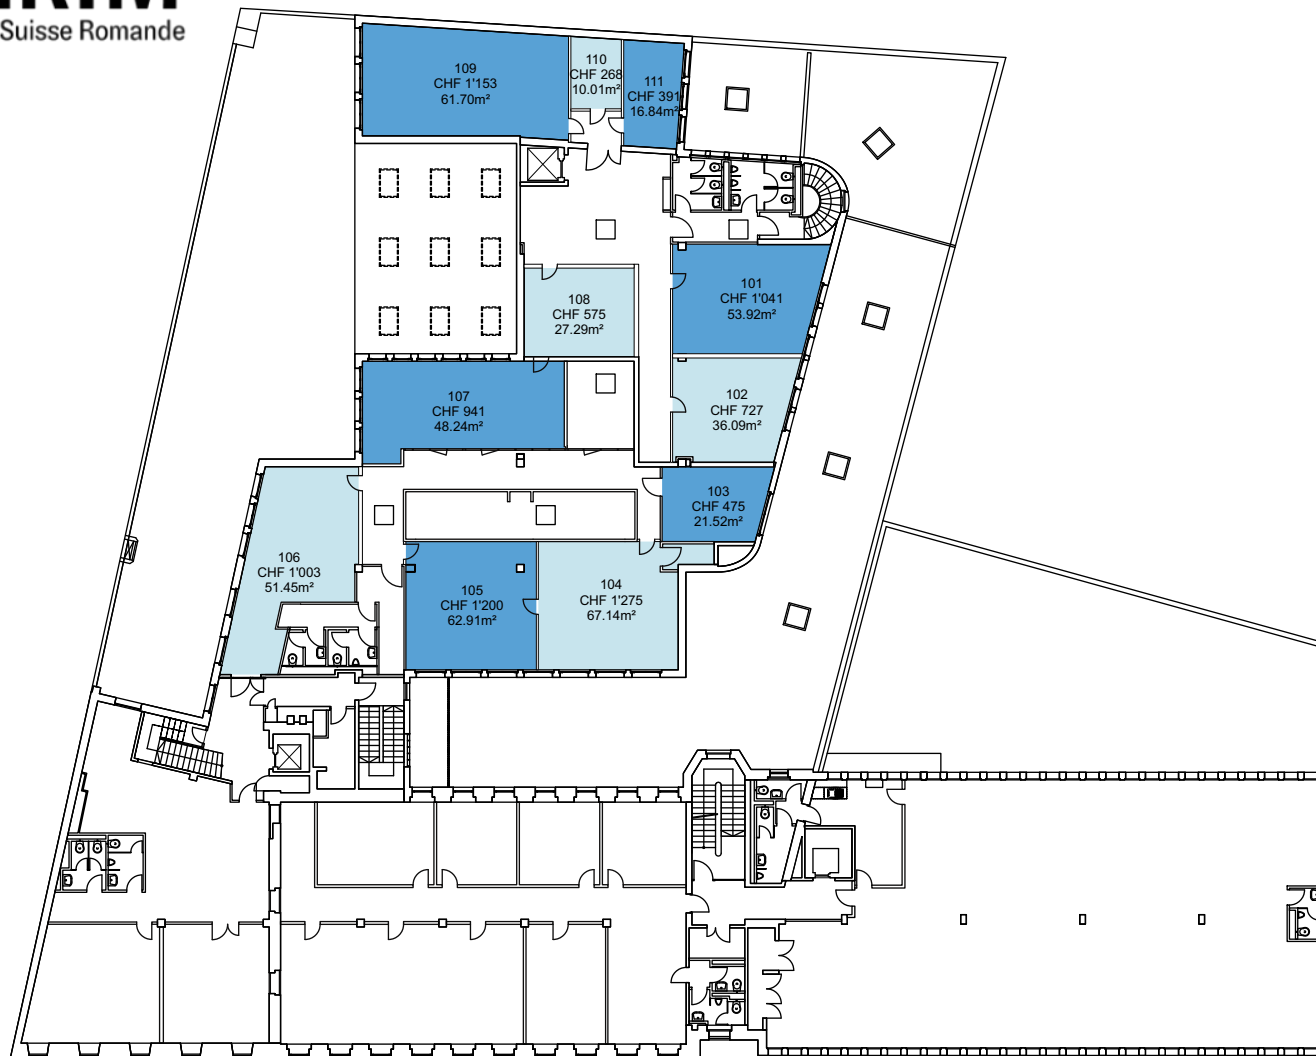 Suisse Romande
109
CHF 1'153
61.70m²
110
CHF 268
10.01m²
111
CHF 391
16.84m²
101
CHF 1'041
53.92m²
108
CHF 575
27.29m²
102
CHF 727
36.09m²
107
CHF 941
48.24m²
103
CHF 475
21.52m²
106
CHF 1'003
51.45m²
105
CHF 1'200
62.91m²
104
CHF 1'275
67.14m²